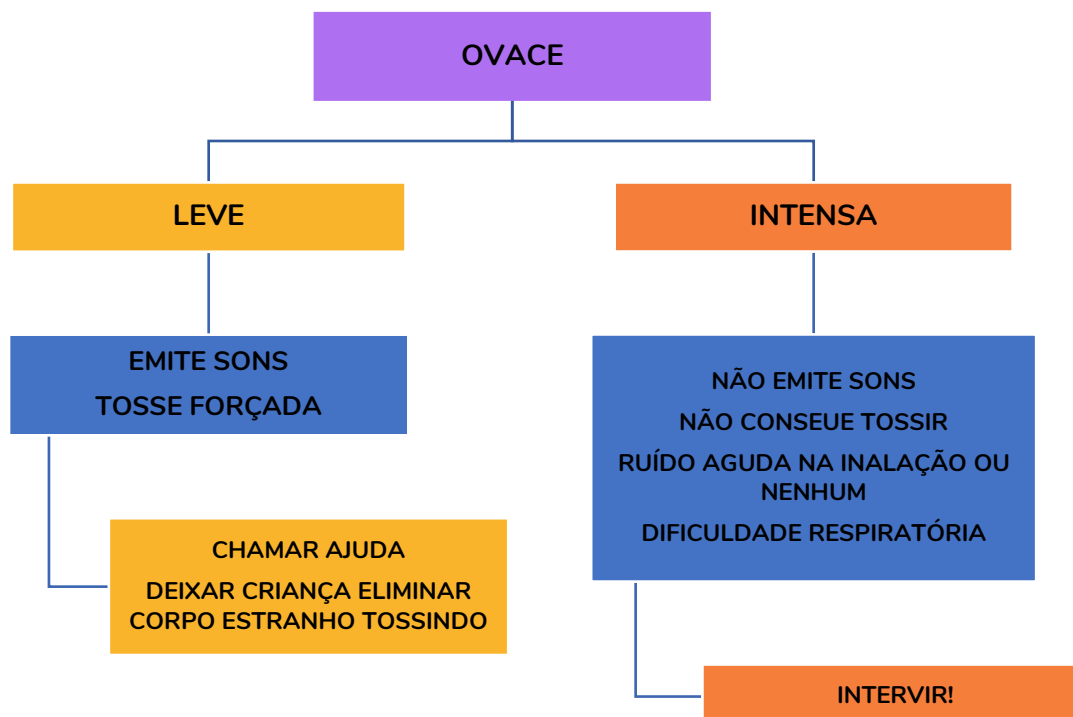 OVACE
LEVE
EMITE SONS
TOSSE FORÇADA
CHAMAR AJUDA
DEIXAR CRIANÇA ELIMINAR
CORPO ESTRANHO TOSSINDO
INTENSA
NÃO EMITE SONS
NÃO CONSEUE TOSSIR
RUÍDO AGUDA NA INALAÇÃO OU
NENHUM
DIFICULDADE RESPIRATÓRIA
INTERVIR!